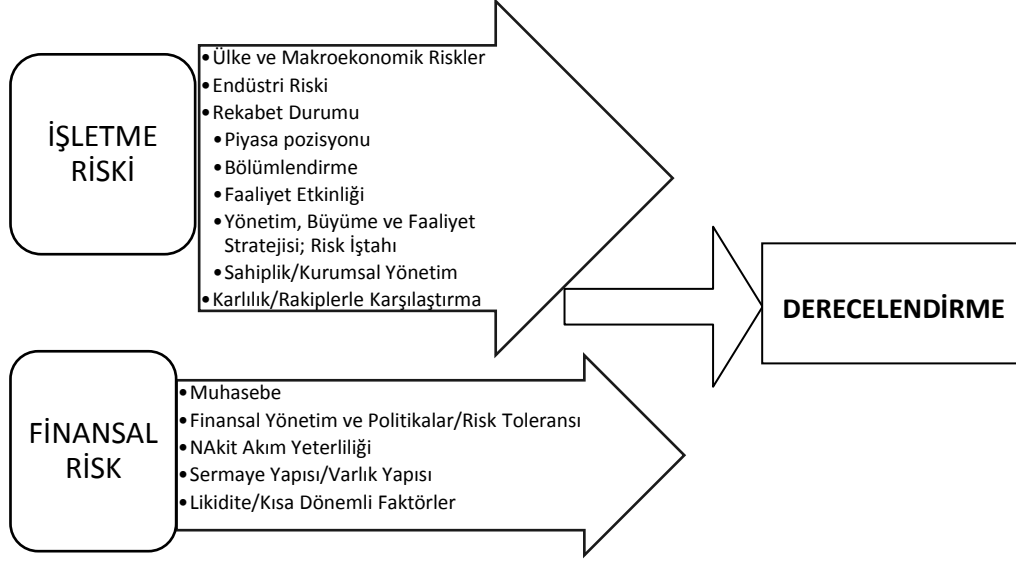 İŞLETME
RİSKİ
•Ülke ve Makroekonomik Riskler
•Endüstri Riski
•Rekabet Durumu
•Piyasa pozisyonu
•Bölümlendirme
•Faaliyet Etkinliği
•Yönetim, Büyüme ve Faaliyet
Stratejisi; Risk İştahı
•Sahiplik/Kurumsal Yönetim
•Karlılık/Rakiplerle Karşılaştırma
DERECELENDİRME
FİNANSAL
RİSK
•Muhasebe
•Finansal Yönetim ve Politikalar/Risk Toleransı
•NAkit Akım Yeterliliği
•Sermaye Yapısı/Varlık Yapısı
•Likidite/Kısa Dönemli Faktörler